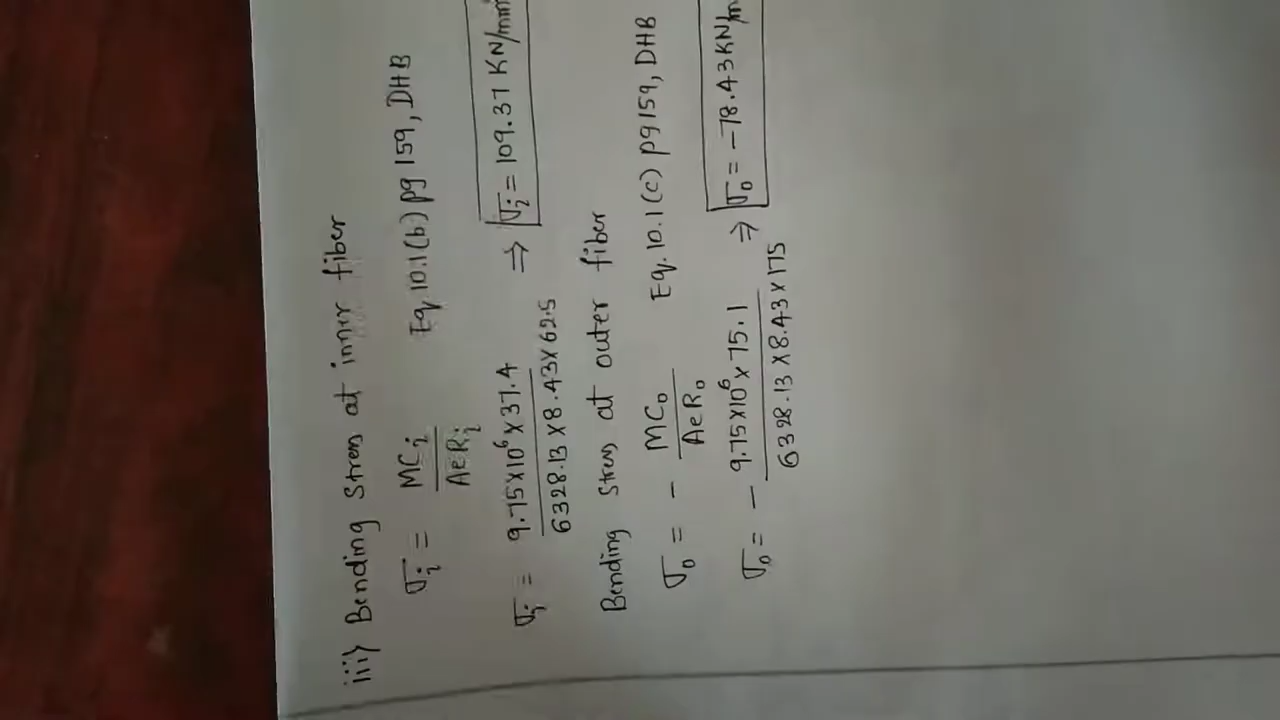 iii) Bending Stress at inner fiber
σi = MCi / AeRi Eq. 10.1(b) pg 159, DHB
σi = 9.75×10⁶ × 37.4 / 6328.13 × 8.43 × 62.5 ⇒ σi = 109.37 KN/mm
Bending Stress at outer fiber
σo = - MCo / AeRo Eq. 10.1(c) pg 159, DHB
σo = - 9.75×10⁶ × 75.1 / 6328.13 × 8.43 × 175 ⇒ σo = -78.43 KN/m